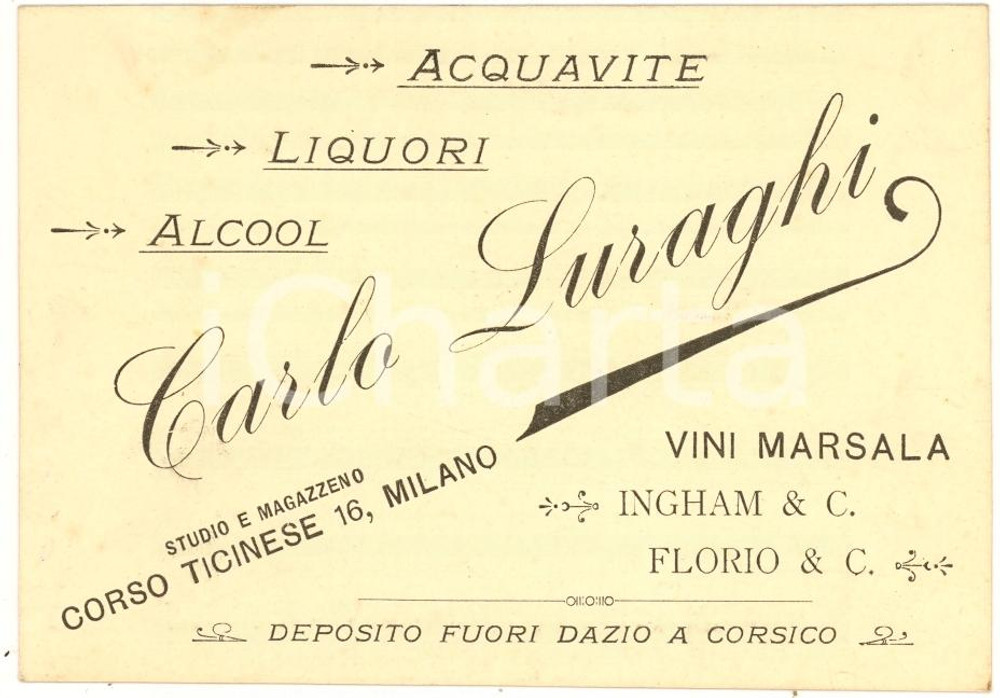 ACQUAVITE
LIQUORI
ALCOOL
Carlo Luraghi
STUDIO E MAGAZZENO
CORSO TICINESE 16, MILANO
VINI MARSALA
INGHAM & C.
FLORIO & C.
DEPOSITO FUORI DAZIO A CORSICO
iCharta